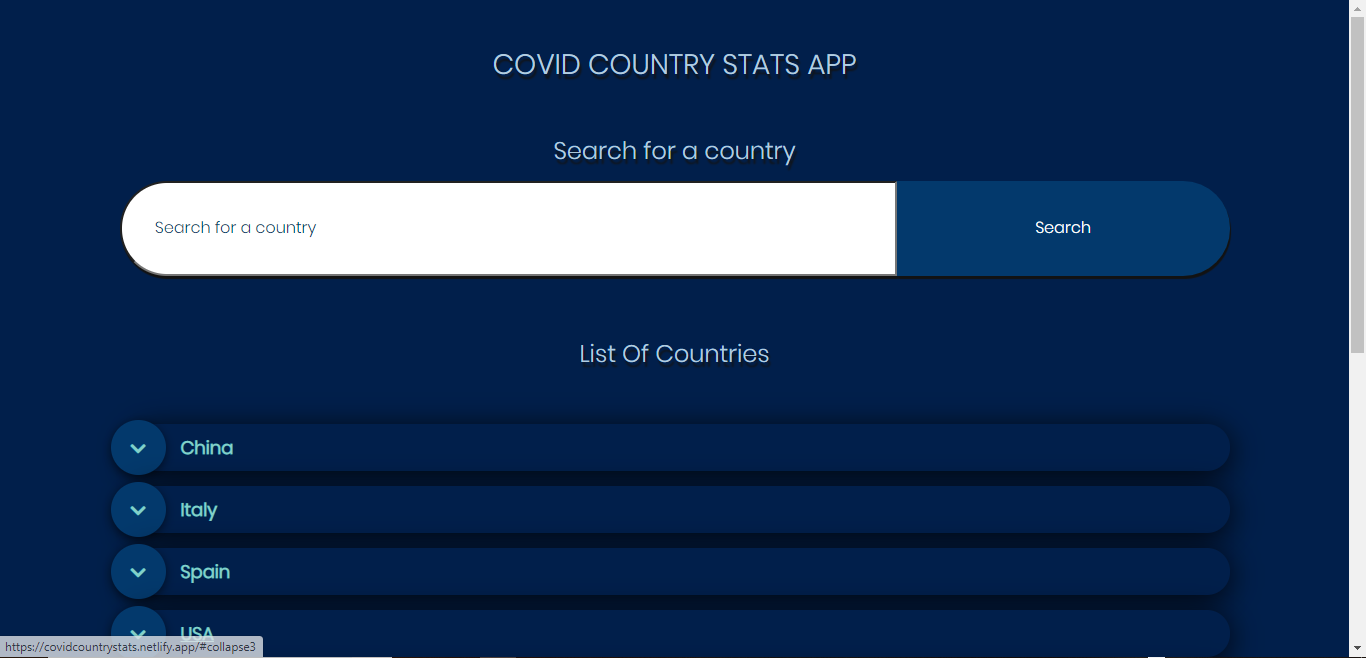 COVID COUNTRY STATS APP
Search for a country
Search for a country
Search
List Of Countries
China
Italy
Spain
USA
https://covidcountrystats.netlify.app/#collapse3